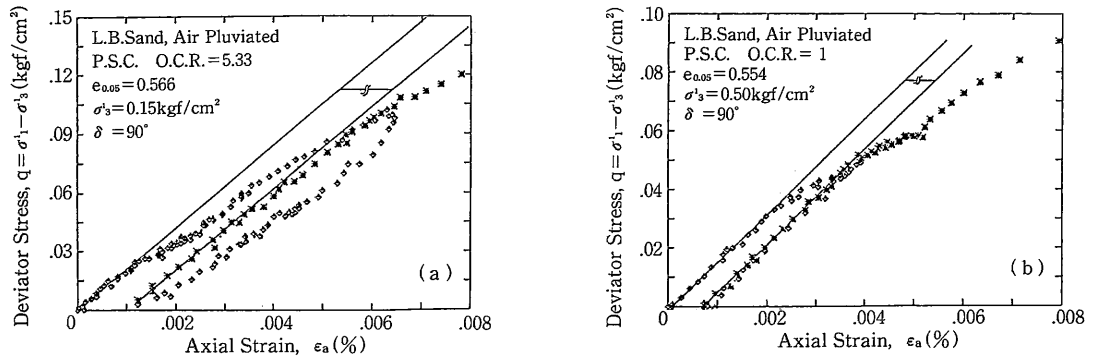 .15
.12
.09
.06
.03
0
.002
.004
.006
.008
Deviator Stress, q= σ'₁−σ'₃ (kgf/cm²)
Axial Strain, εa (%)
L.B.Sand, Air Pluviated
P.S.C. O.C.R.=5.33
e₀.₀₅=0.566
σ'₃=0.15kgf/cm²
δ =90°
(a)
.10
.08
.06
.04
.02
0
.002
.004
.006
.008
Deviator Stress, q= σ'₁−σ'₃ (kgf/cm²)
Axial Strain, εa (%)
L.B.Sand, Air Pluviated
P.S.C. O.C.R.= 1
e₀.₀₅=0.554
σ'₃=0.50kgf/cm²
δ =90°
(b)